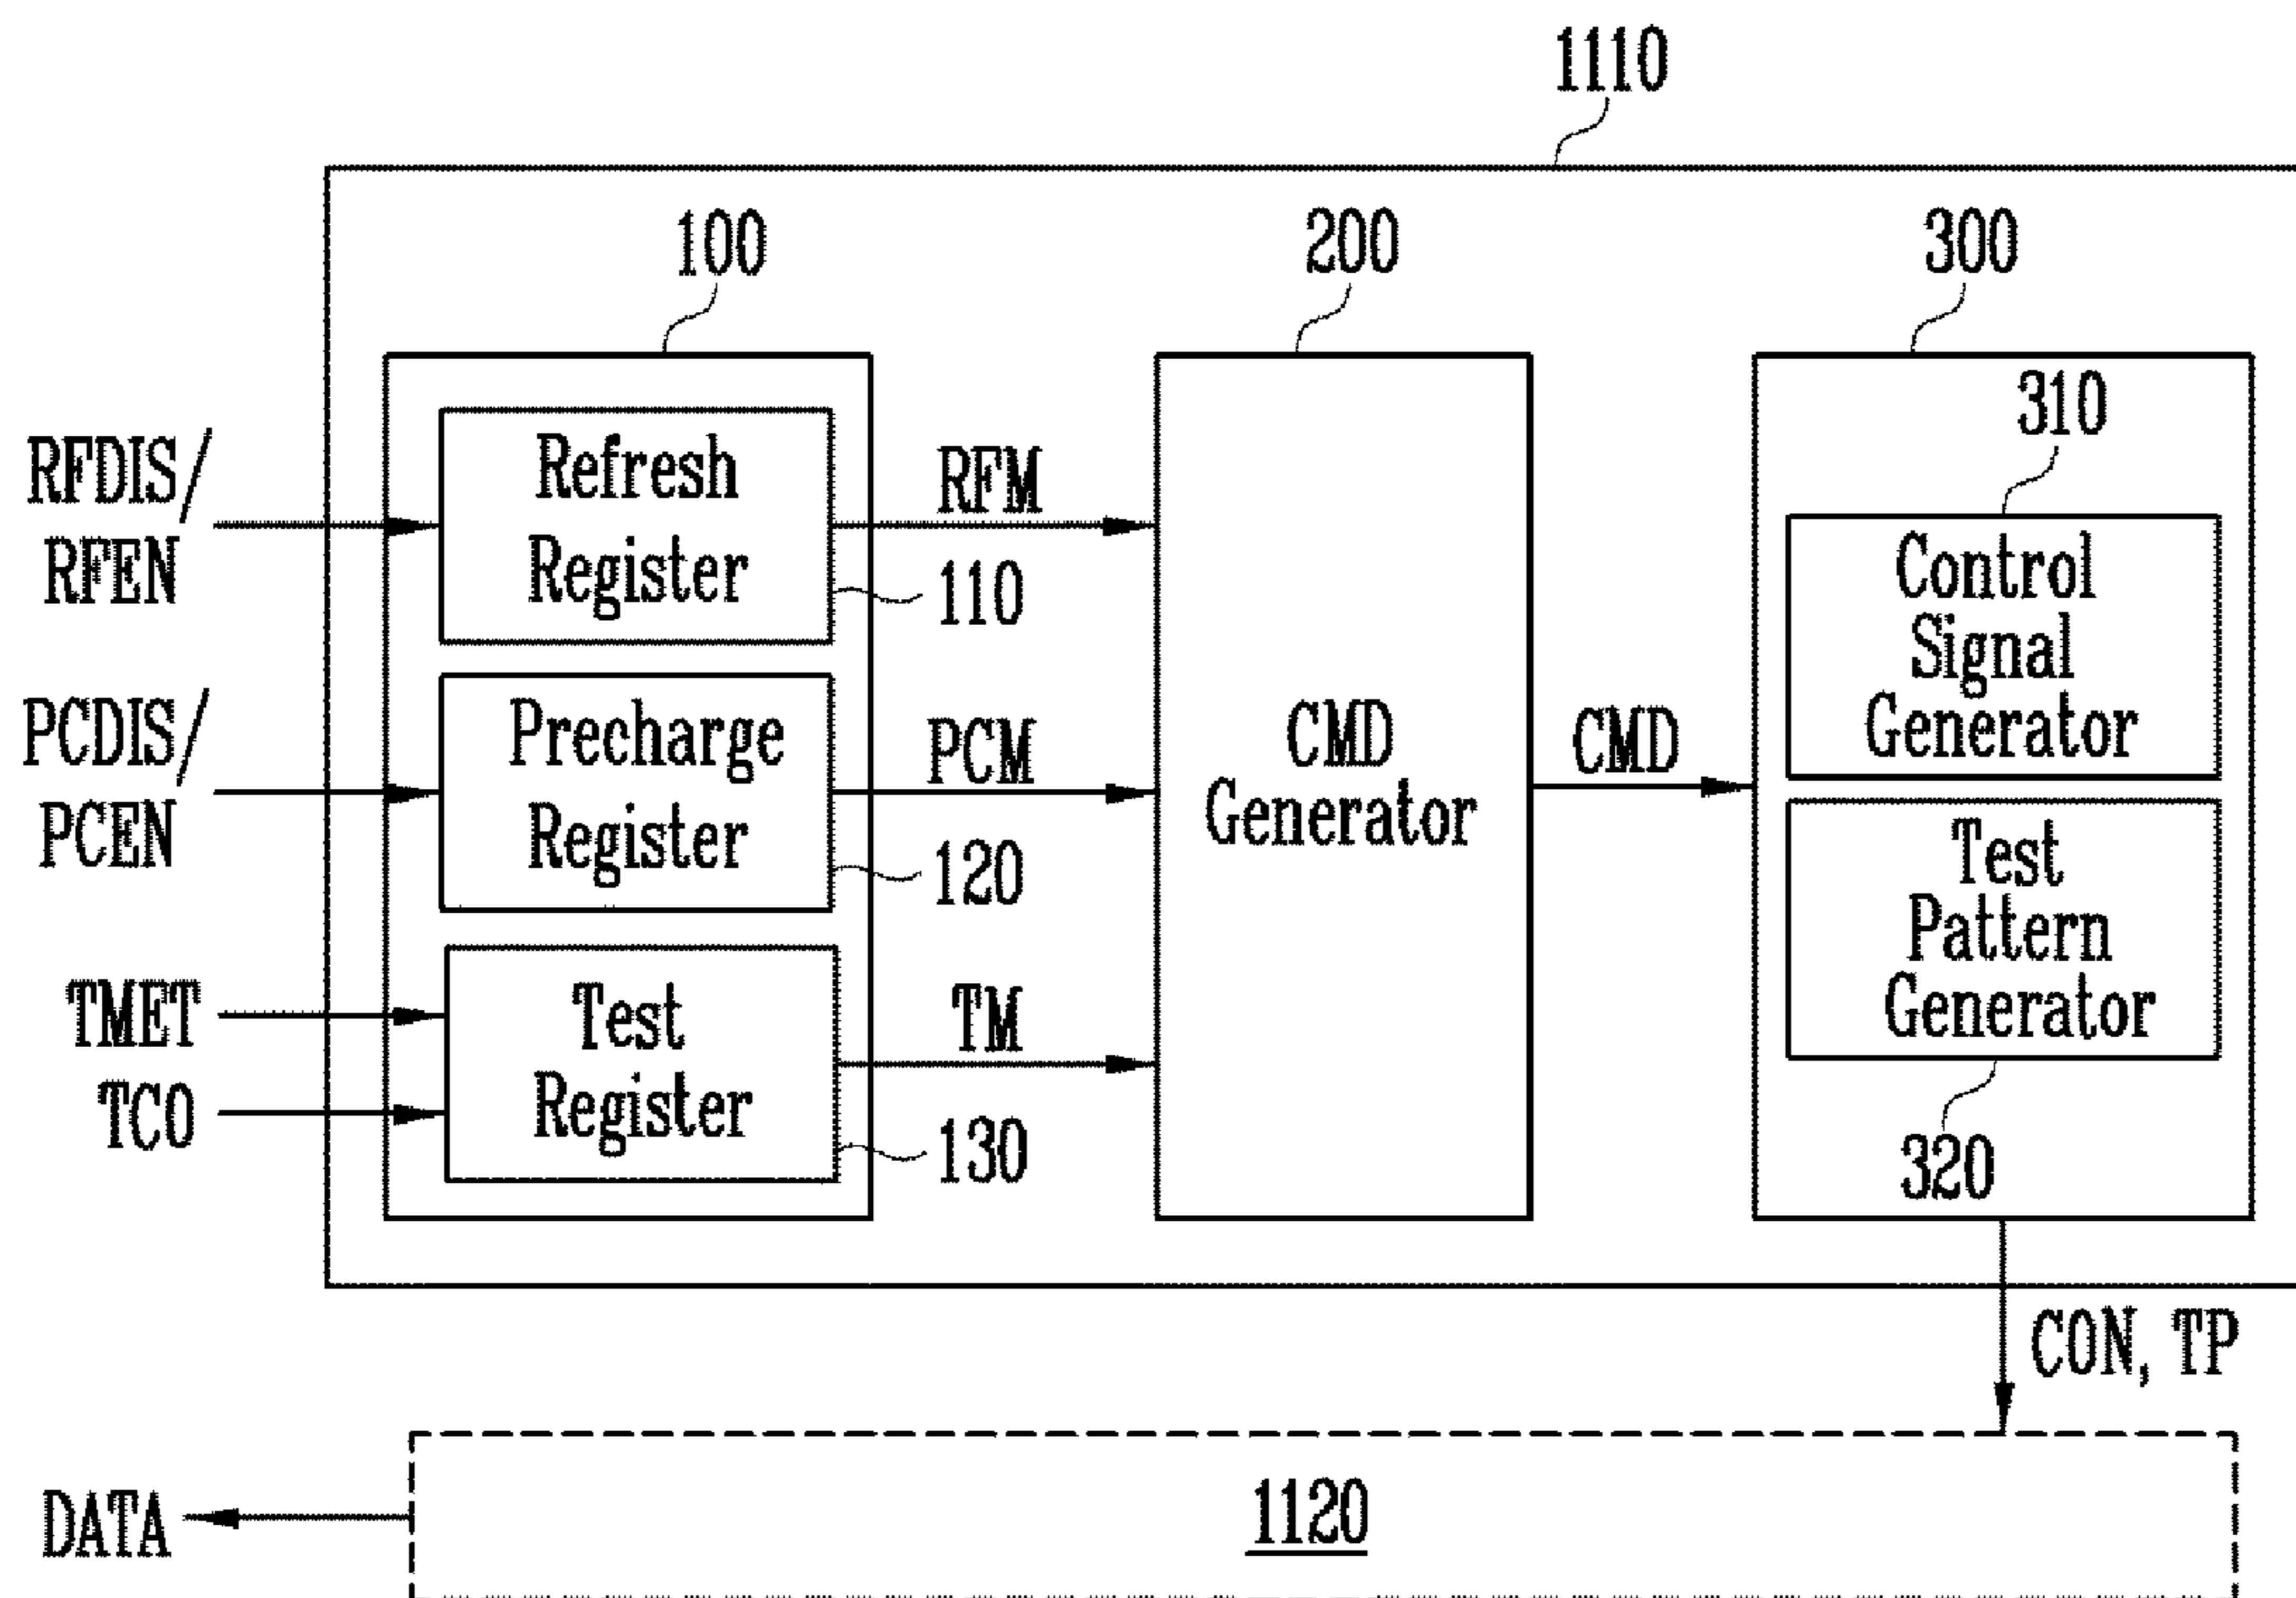 1110
100
200
300
310
RFDIS/
RFEN
Refresh
Register
RFM
110
Control
Signal
Generator
PCDIS/
PCEN
Precharge
Register
PCM
120
CMD
Generator
CMD
Test
Pattern
Generator
320
TMET
TCO
Test
Register
TM
130
CON, TP
DATA
1120